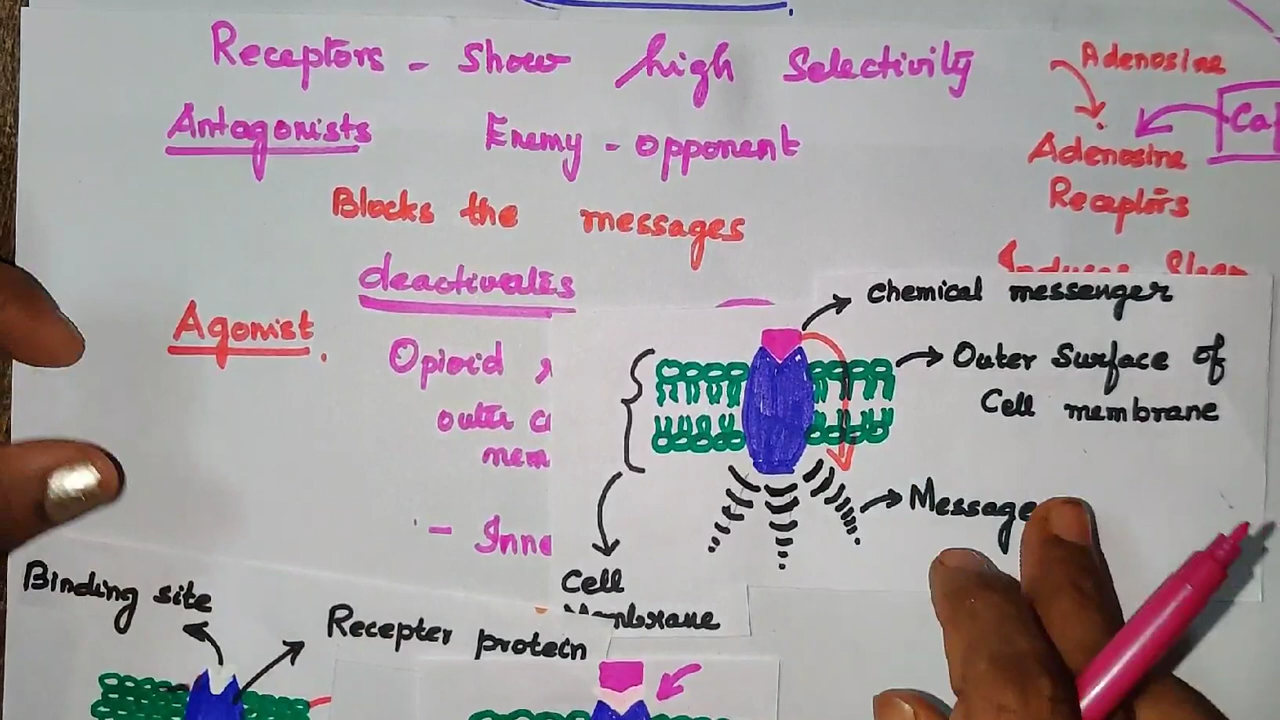 Receptors - Show high Selectivity
Antagonists Enemy - opponent
Blocks the messages
deactivates
Agonist.
Opioid
outer
- Inne
Adenosine
Adenosine
Receptors
Chemical messenger
Outer Surface of
Cell membrane
Message
Cell
Membrane
Binding site
Recepter protein